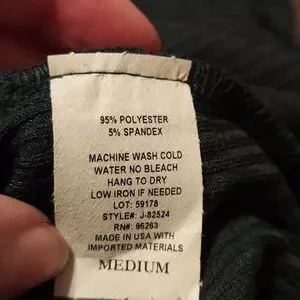 95% POLYESTER
5% SPANDEX
MACHINE WASH COLD
WATER NO BLEACH
HANG TO DRY
LOW IRON IF NEEDED
LOT: 59178
STYLE#: J-82524
RN#: 96263
MADE IN USA WITH
IMPORTED MATERIALS
MEDIUM